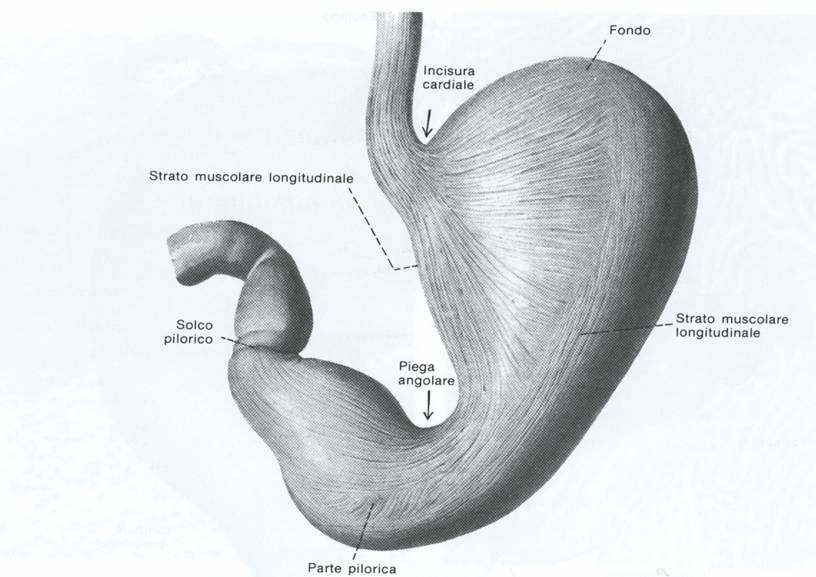 Fondo
Incisura
cardiale
Strato muscolare longitudinale
Solco
pilorico
Strato muscolare
longitudinale
Piega
angolare
Parte pilorica